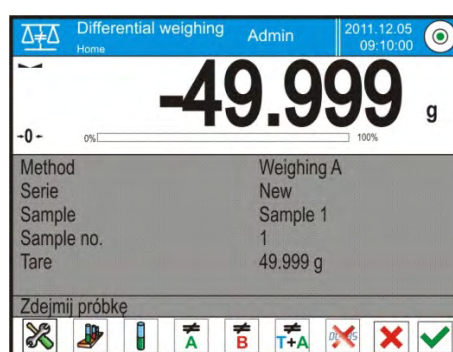 Differential weighing Admin 2011.12.05
Home 09:10:00
-49.999 g
-0- 0% 100%
Method Weighing A
Serie New
Sample Sample 1
Sample no. 1
Tare 49.999 g
Zdejmij próbkę
A B T+A